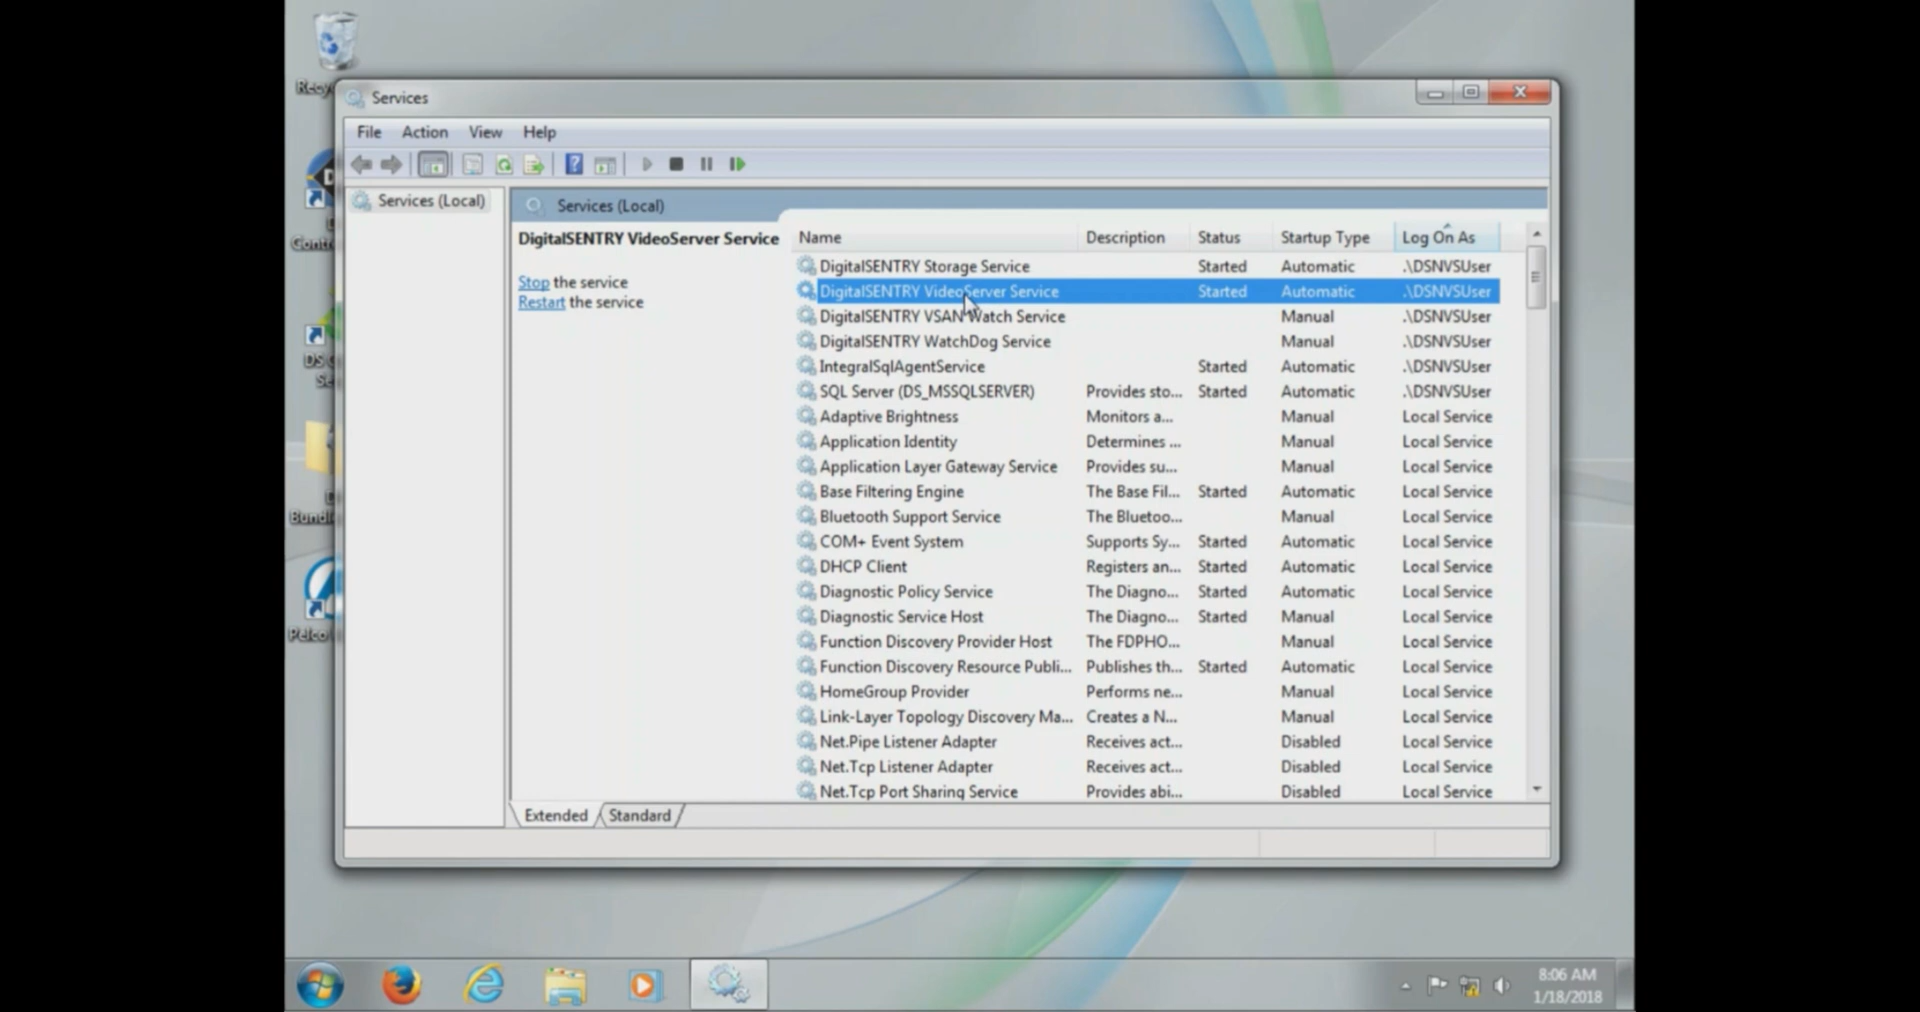 Services
File Action View Help
Services (Local)
Services (Local)
DigitalSENTRY VideoServer Service
Stop the service
Restart the service
Name Description Status Startup Type Log On As
DigitalSENTRY Storage Service Started Automatic .\DSNVSUser
DigitalSENTRY VideoServer Service Started Automatic .\DSNVSUser
DigitalSENTRY VSAN Watch Service Manual .\DSNVSUser
DigitalSENTRY WatchDog Service Manual .\DSNVSUser
IntegralSqlAgentService Started Automatic .\DSNVSUser
SQL Server (DS_MSSQLSERVER) Provides sto... Started Automatic .\DSNVSUser
Adaptive Brightness Monitors a... Manual Local Service
Application Identity Determines ... Manual Local Service
Application Layer Gateway Service Provides su... Manual Local Service
Base Filtering Engine The Base Fil... Started Automatic Local Service
Bluetooth Support Service The Bluetoo... Manual Local Service
COM+ Event System Supports Sy... Started Automatic Local Service
DHCP Client Registers an... Started Automatic Local Service
Diagnostic Policy Service The Diagno... Started Automatic Local Service
Diagnostic Service Host The Diagno... Started Manual Local Service
Function Discovery Provider Host The FDPHO... Manual Local Service
Function Discovery Resource Publi... Publishes th... Started Automatic Local Service
HomeGroup Provider Performs ne... Manual Local Service
Link-Layer Topology Discovery Ma... Creates a N... Manual Local Service
Net.Pipe Listener Adapter Receives act... Disabled Local Service
Net.Tcp Listener Adapter Receives act... Disabled Local Service
Net.Tcp Port Sharing Service Provides abi... Disabled Local Service
Extended Standard
Recy
Contr
DS
Se
Bundl
Pelco
8:06 AM
1/18/2018